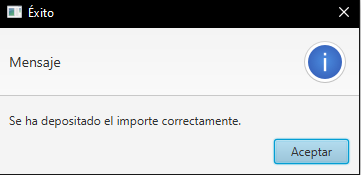 Éxito
Mensaje
Se ha depositado el importe correctamente.
Aceptar